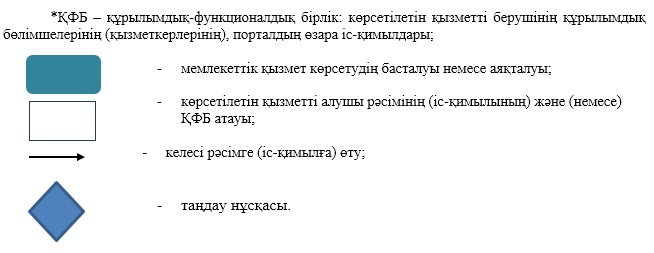 *ҚФБ – құрылымдық-функционалдық бірлік: көрсетілетін қызметті берушінің құрылымдық
бөлімшелерінің (қызметкерлерінің), порталдың өзара іс-қимылдары;
- мемлекеттік қызмет көрсетудің басталуы немесе аяқталуы;
- көрсетілетін қызметті алушы рәсімінің (іс-қимылының) және (немесе)
ҚФБ атауы;
- келесі рәсімге (іс-қимылға) өту;
- таңдау нұсқасы.